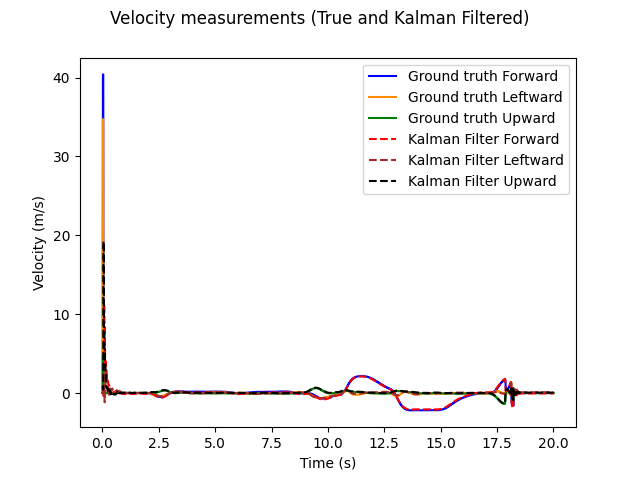 Velocity measurements (True and Kalman Filtered)
Ground truth Forward
Ground truth Leftward
Ground truth Upward
Kalman Filter Forward
Kalman Filter Leftward
Kalman Filter Upward
Velocity (m/s)
40
30
20
10
0
0.0 2.5 5.0 7.5 10.0 12.5 15.0 17.5 20.0
Time (s)